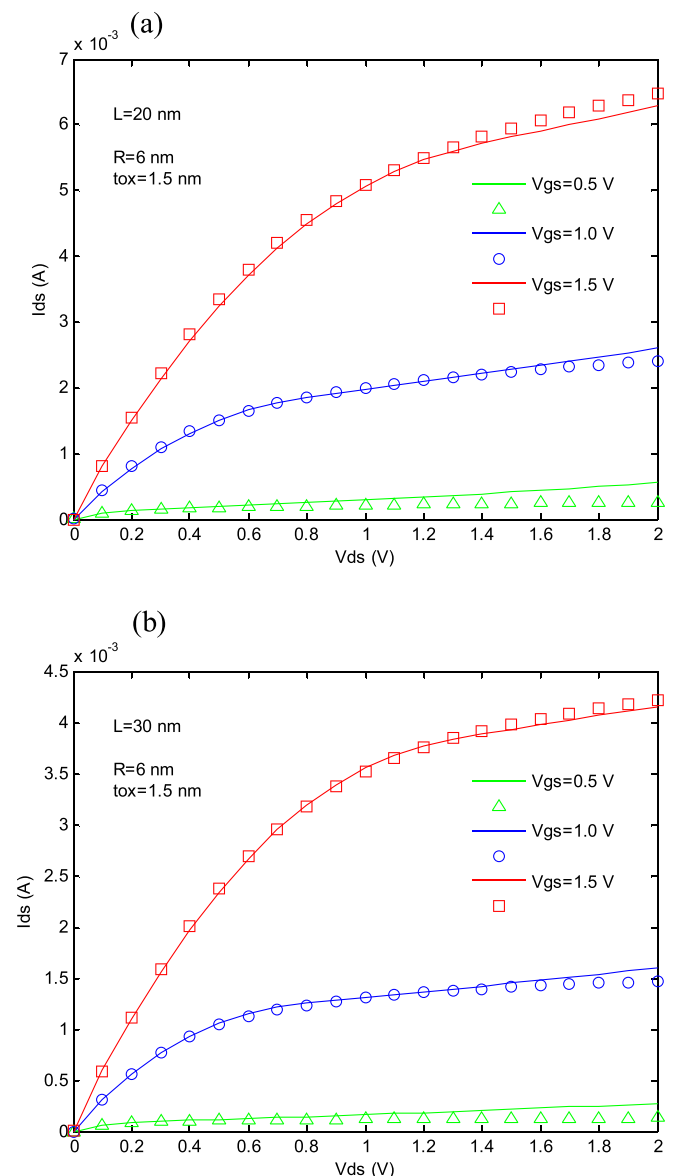 (a)
x 10-3
7
6
5
4
3
2
1
0
Ids (A)
L=20 nm
R=6 nm
tox=1.5 nm
Vgs=0.5 V
Vgs=1.0 V
Vgs=1.5 V
0 0.2 0.4 0.6 0.8 1 1.2 1.4 1.6 1.8 2
Vds (V)
(b)
x 10-3
4.5
4
3.5
3
2.5
2
1.5
1
0.5
0
Ids (A)
L=30 nm
R=6 nm
tox=1.5 nm
Vgs=0.5 V
Vgs=1.0 V
Vgs=1.5 V
0 0.2 0.4 0.6 0.8 1 1.2 1.4 1.6 1.8 2
Vds (V)